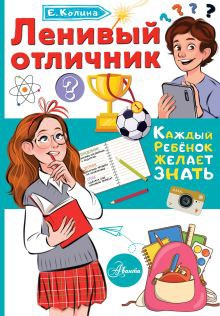 Е. Колина
Ленивый
отличник
Каждый
Ребёнок
желает
знать
Аванта